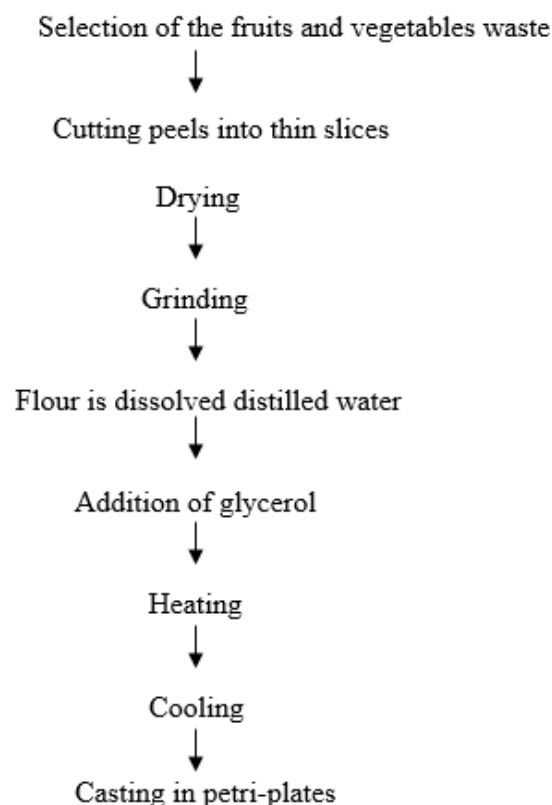 Selection of the fruits and vegetables waste
Cutting peels into thin slices
Drying
Grinding
Flour is dissolved distilled water
Addition of glycerol
Heating
Cooling
Casting in petri-plates